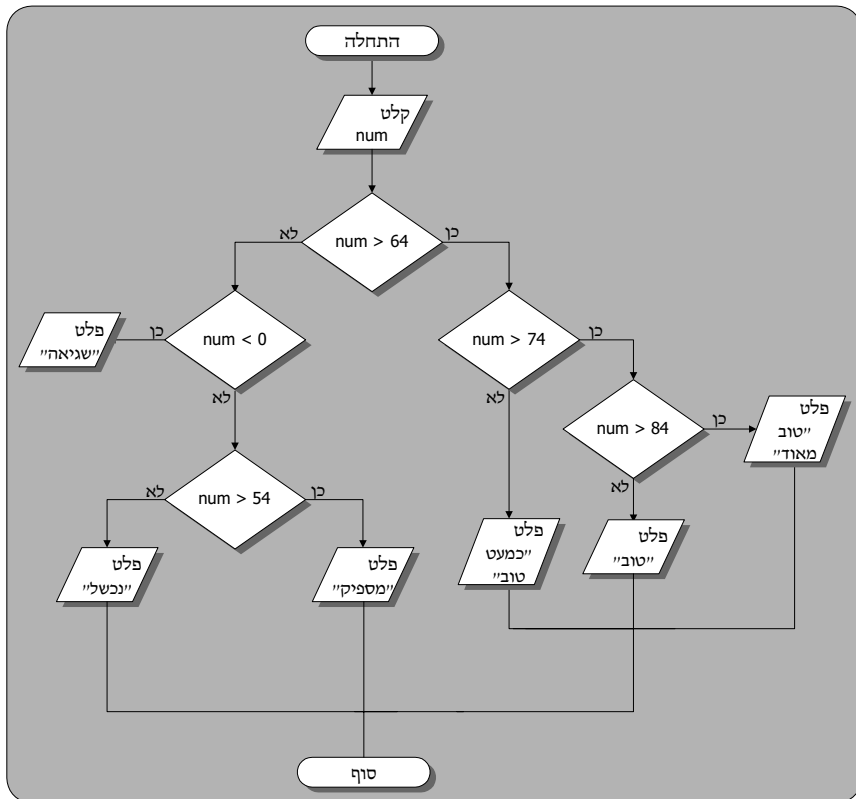 התחלה
קלט
num
num > 64
לא
כן
num < 0
כן
פלט
״שגיאה״
לא
num > 74
כן
לא
num > 84
כן
פלט
״טוב
מאוד״
לא
num > 54
לא
כן
פלט
״נכשל״
פלט
״מספיק״
פלט
״כמעט
טוב״
פלט
״טוב״
סוף